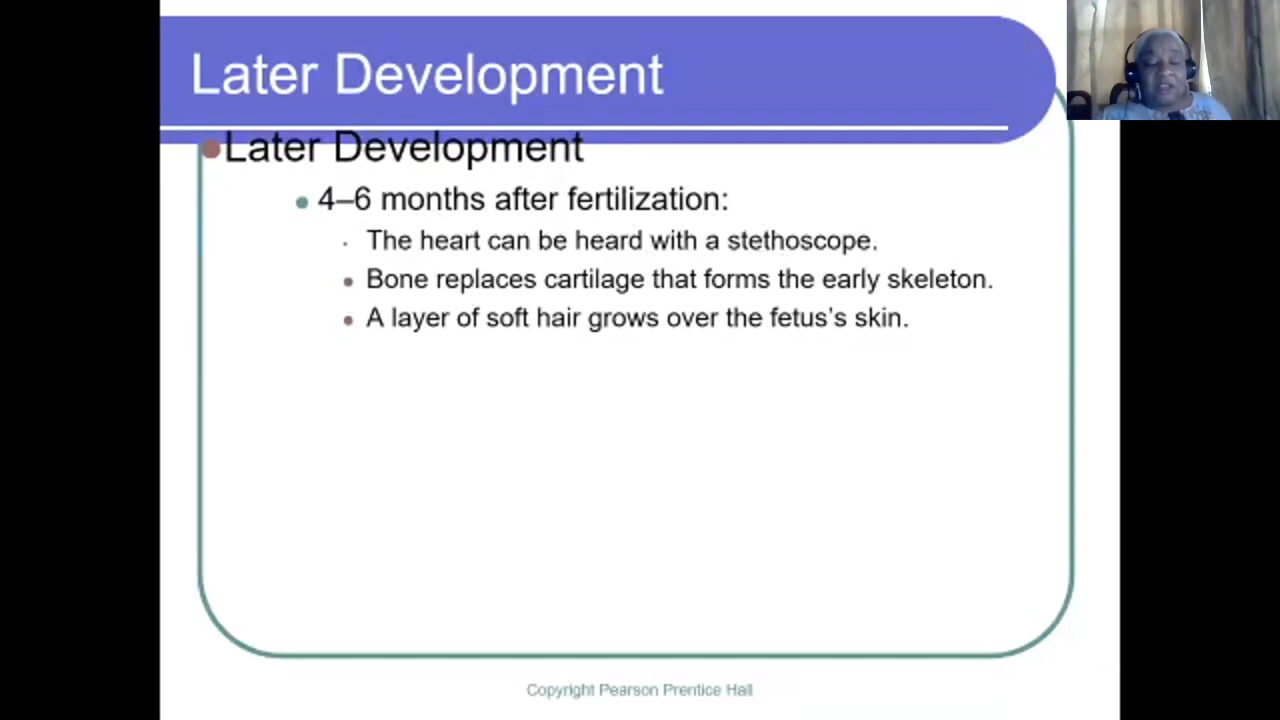 Later Development
Later Development
4–6 months after fertilization:
The heart can be heard with a stethoscope.
Bone replaces cartilage that forms the early skeleton.
A layer of soft hair grows over the fetus’s skin.
Copyright Pearson Prentice Hall